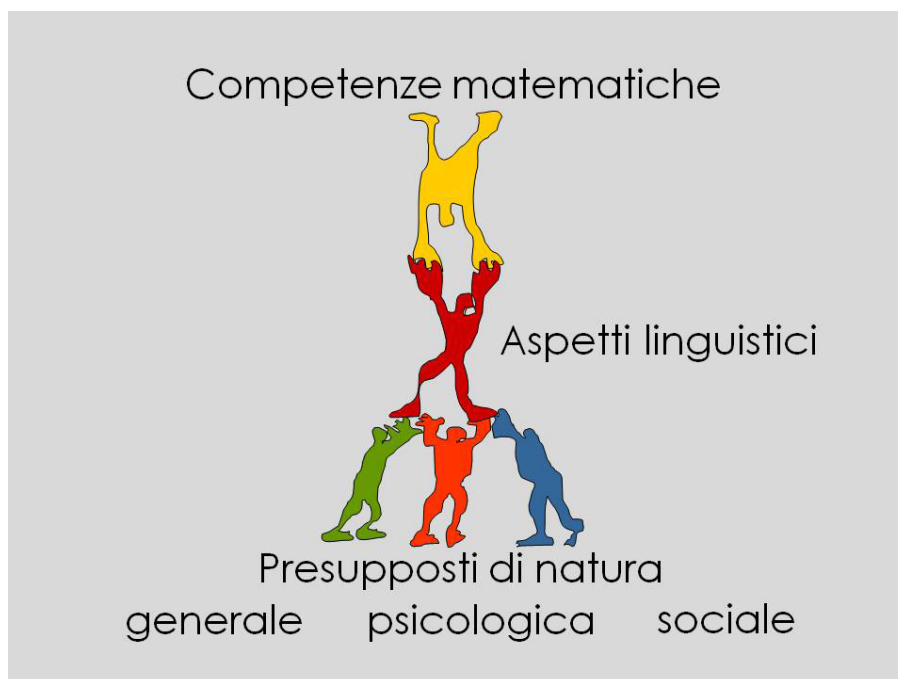 Competenze matematiche
Aspetti linguistici
Presupposti di natura
generale psicologica sociale